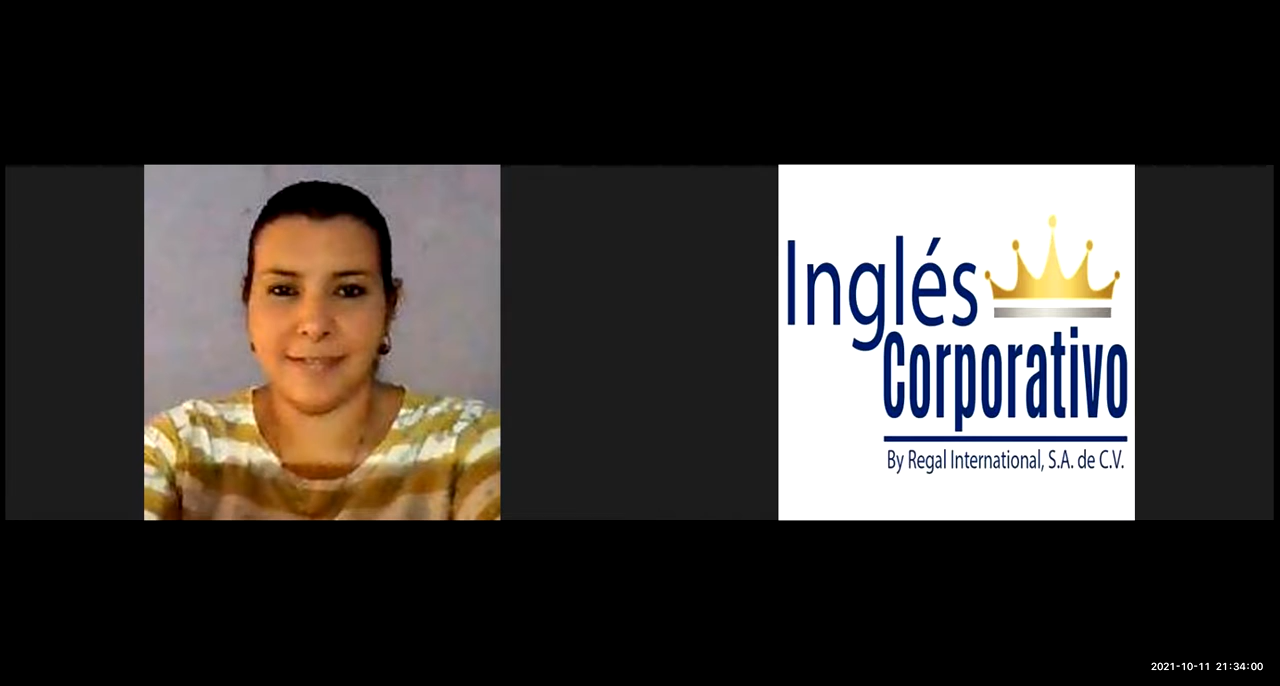 Inglés
Corporativo
By Regal International, S.A. de C.V.
2021-10-11 21:34:00